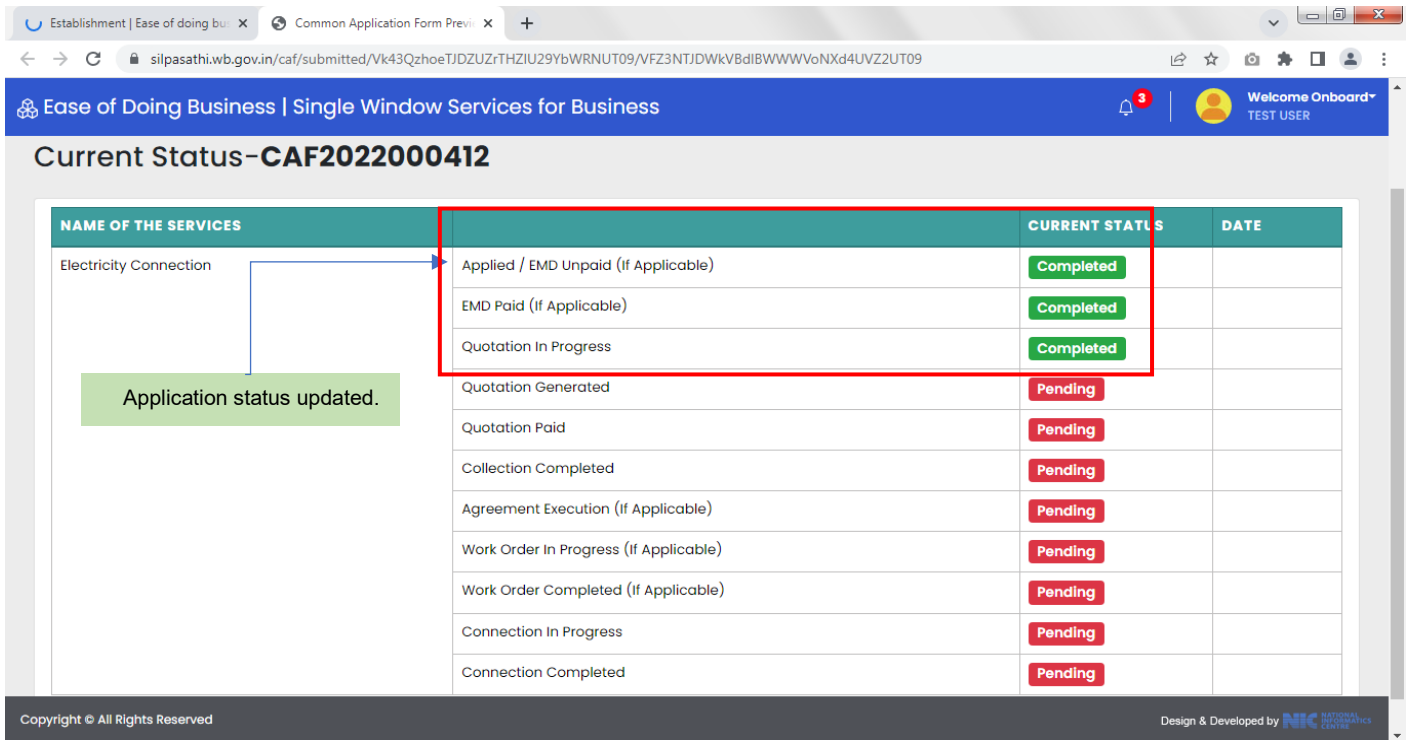 Establishment | Ease of doing bu
Common Application Form Previ
silpasathi.wb.gov.in/caf/submitted/Vk43QzhoeTJDZUZrTHZIU29YbWRNUT09/VFZ3NTJDWkVBdlBWWWVoNXd4UVZ2UT09
Ease of Doing Business | Single Window Services for Business
3
Welcome Onboard
TEST USER
Current Status-CAF2022000412
NAME OF THE SERVICES CURRENT STATUS DATE
Electricity Connection Applied / EMD Unpaid (If Applicable) Completed
EMD Paid (If Applicable) Completed
Quotation In Progress Completed
Application status updated.
Quotation Generated Pending
Quotation Paid Pending
Collection Completed Pending
Agreement Execution (If Applicable) Pending
Work Order In Progress (If Applicable) Pending
Work Order Completed (If Applicable) Pending
Connection In Progress Pending
Connection Completed Pending
Copyright © All Rights Reserved
Design & Developed by NIC NATIONAL INFORMATICS CENTRE